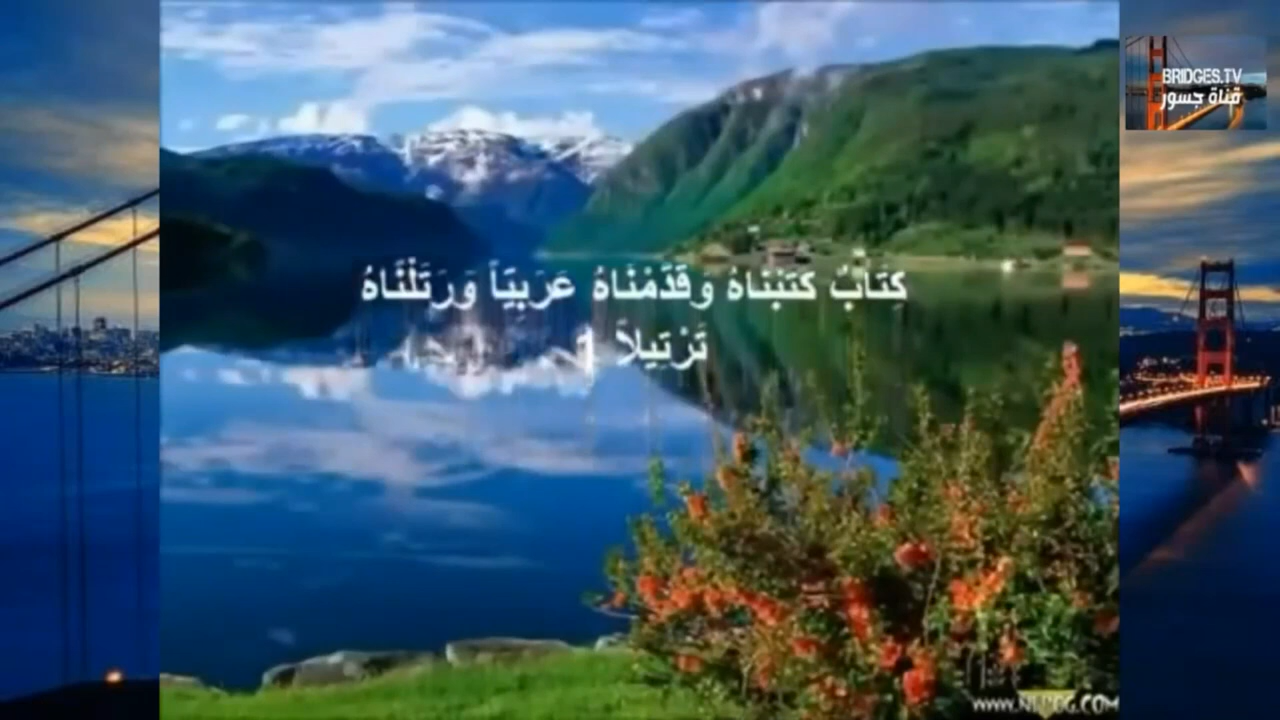 BRIDGES.TV
قناة جسور
كِتَابٌ كَتَبْنَاهُ وَقَدَّمْنَاهُ عَرَبِيّاً وَرَتَلْنَاهُ
تَرْتِيلاً